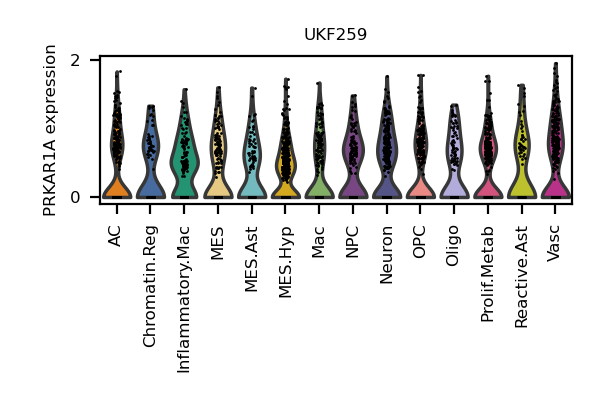 UKF259
PRKAR1A expression
2
0
AC
Chromatin.Reg
Inflammatory.Mac
MES
MES.Ast
MES.Hyp
Mac
NPC
Neuron
OPC
Oligo
Prolif.Metab
Reactive.Ast
Vasc